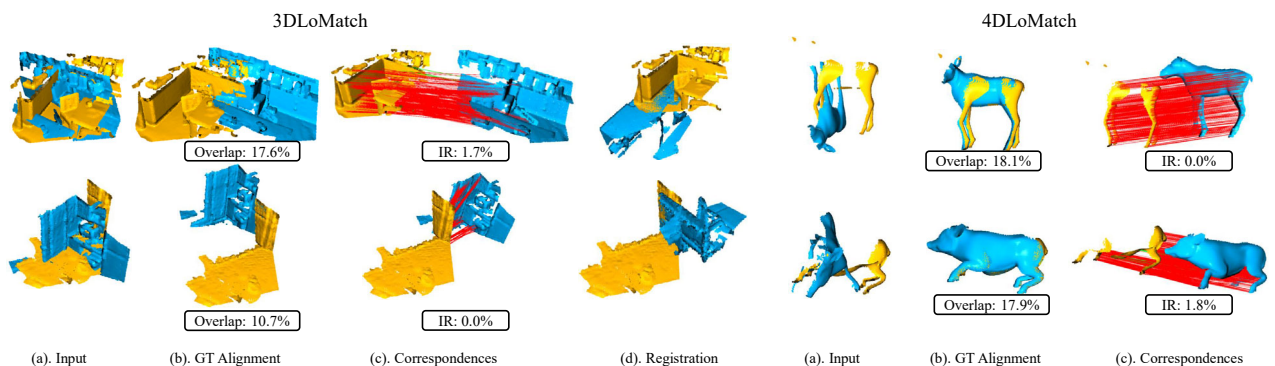 3DLoMatch
4DLoMatch
Overlap: 17.6%
IR: 1.7%
Overlap: 18.1%
IR: 0.0%
Overlap: 10.7%
IR: 0.0%
Overlap: 17.9%
IR: 1.8%
(a). Input
(b). GT Alignment
(c). Correspondences
(d). Registration
(a). Input
(b). GT Alignment
(c). Correspondences